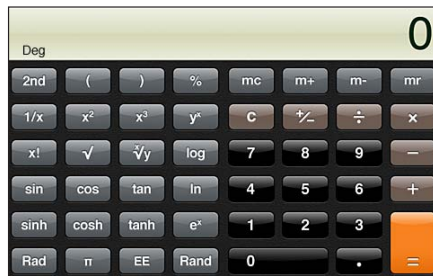 0
Deg
2nd ( ) % mc m+ m- mr
1/x x² x³ yˣ C +/− ÷ ×
x! √ ˣ√y log 7 8 9 −
sin cos tan ln 4 5 6 +
sinh cosh tanh eˣ 1 2 3
Rad π EE Rand 0 . =